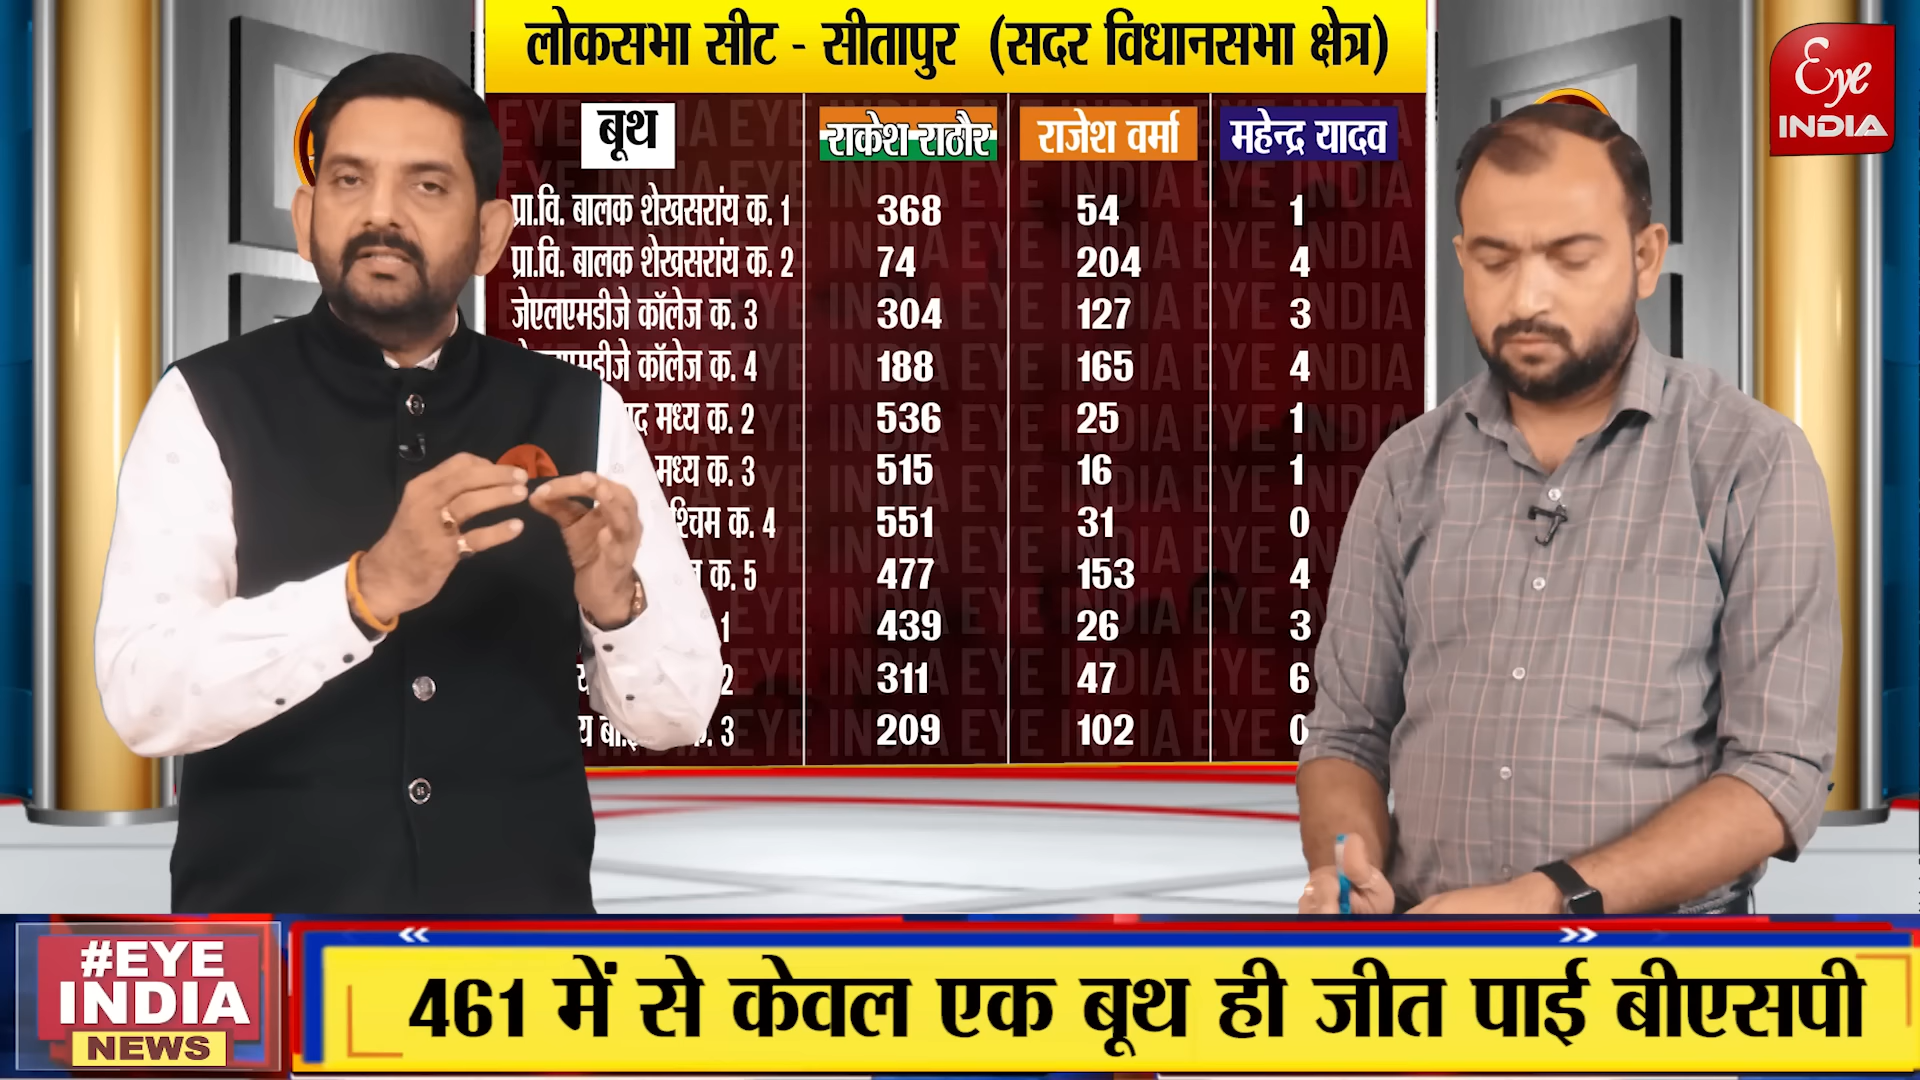 लोकसभा सीट - सीतापुर (सदर विधानसभा क्षेत्र)
Eye
INDIA
बूथ राकेश राठौर राजेश वर्मा महेन्द्र यादव
प्रा.वि. बालक शेखसरांय क. 1 368 54 1
प्रा.वि. बालक शेखसरांय क. 2 74 204 4
जेएलएमडीजे कॉलेज क. 3 304 127 3
कॉलेज क. 4 188 165 4
मध्य क. 2 536 25 1
मध्य क. 3 515 16 1
क. 4 551 31 0
क. 5 477 153 4
1 439 26 3
2 311 47 6
3 209 102 0
#EYE
INDIA
NEWS
461 में से केवल एक बूथ ही जीत पाई बीएसपी